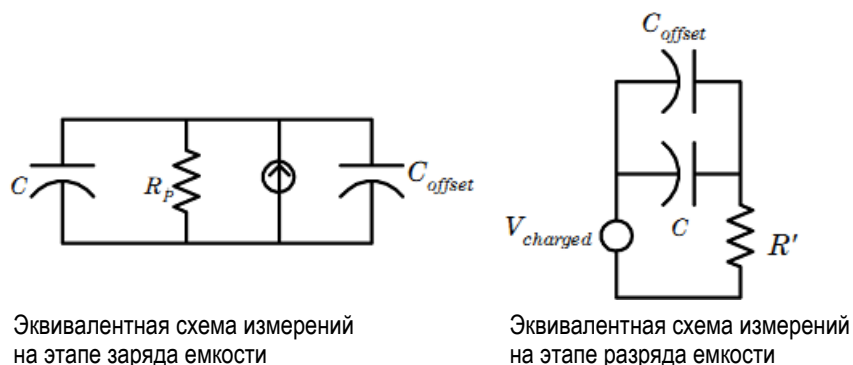 C
R_P
C_offset
Эквивалентная схема измерений
на этапе заряда емкости
C_offset
C
V_charged
R'
Эквивалентная схема измерений
на этапе разряда емкости